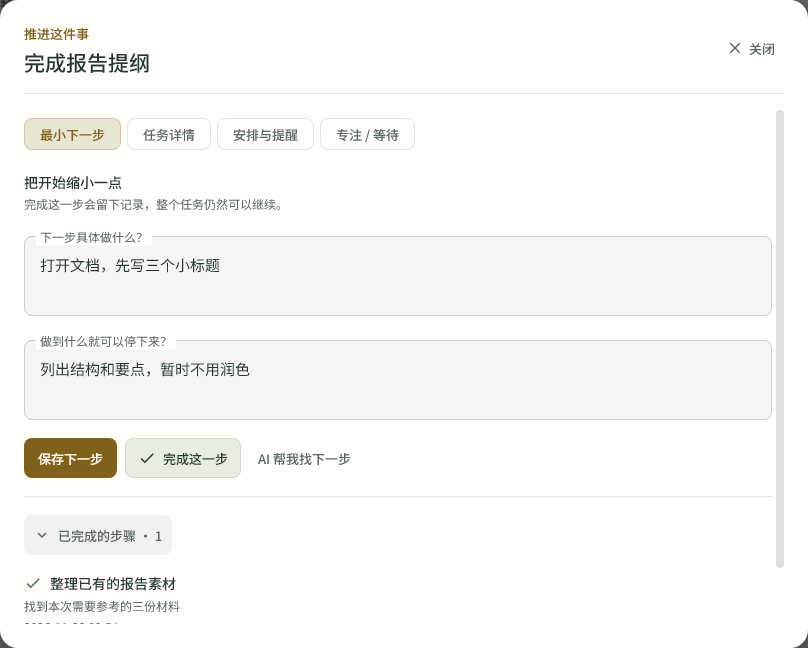 推进这件事
完成报告提纲
关闭
最小下一步
任务详情
安排与提醒
专注 / 等待
把开始缩小一点
完成这一步会留下记录，整个任务仍然可以继续。
下一步具体做什么？
打开文档，先写三个小标题
做到什么就可以停下来？
列出结构和要点，暂时不用润色
保存下一步
完成这一步
AI 帮我找下一步
已完成的步骤 · 1
整理已有的报告素材
找到本次需要参考的三份材料